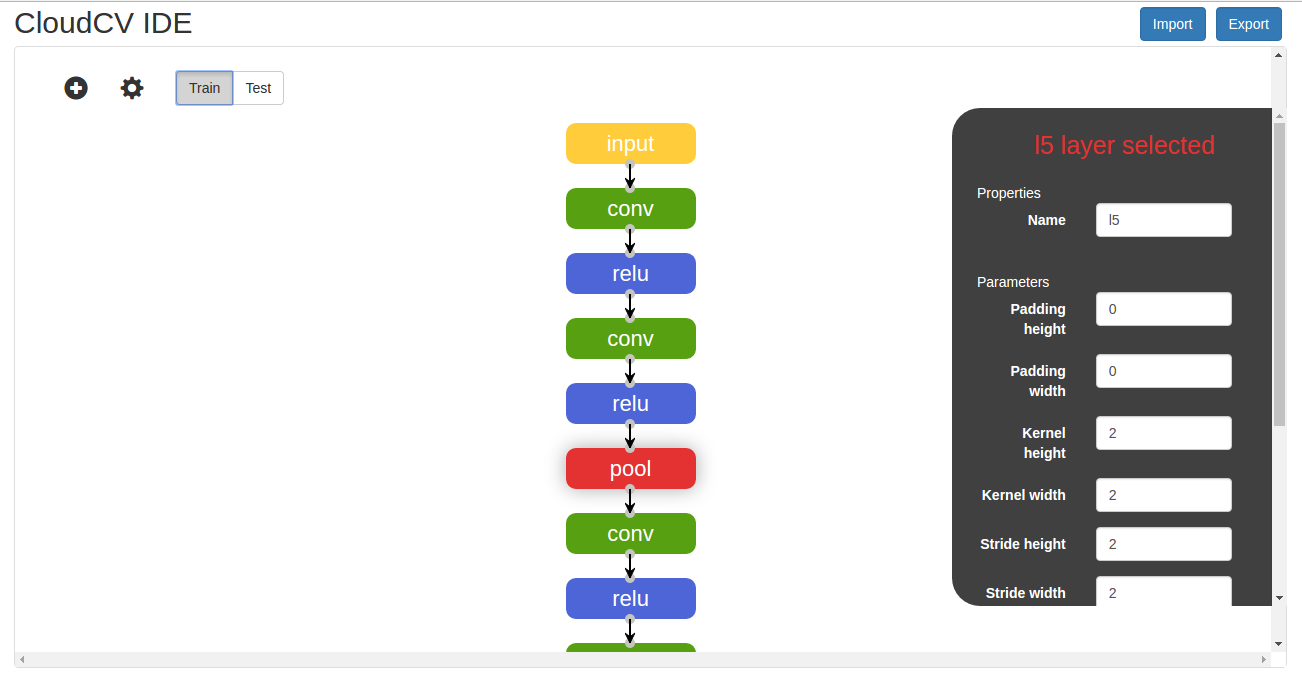 CloudCV IDE
Import
Export
Train
Test
input
conv
relu
conv
relu
pool
conv
relu
l5 layer selected
Properties
Name
l5
Parameters
Padding
height
0
Padding
width
0
Kernel
height
2
Kernel width
2
Stride height
2
Stride width
2